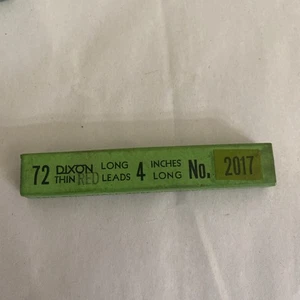 72 DIXON LONG 4 INCHES No. 2017
THIN RED LEADS LONG